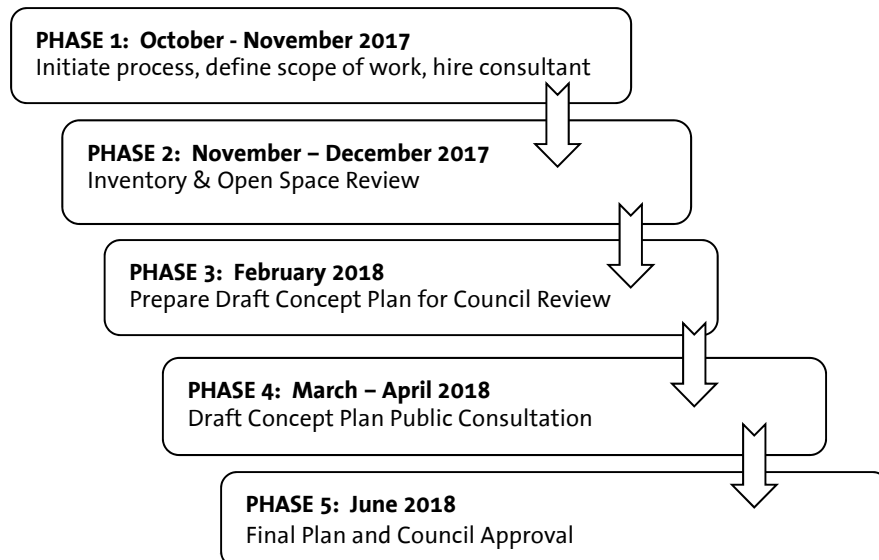 PHASE 1:  October - November 2017
Initiate process, define scope of work, hire consultant
PHASE 2:  November – December 2017
Inventory & Open Space Review
PHASE 3:  February 2018
Prepare Draft Concept Plan for Council Review
PHASE 4:  March – April 2018
Draft Concept Plan Public Consultation
PHASE 5:  June 2018
Final Plan and Council Approval